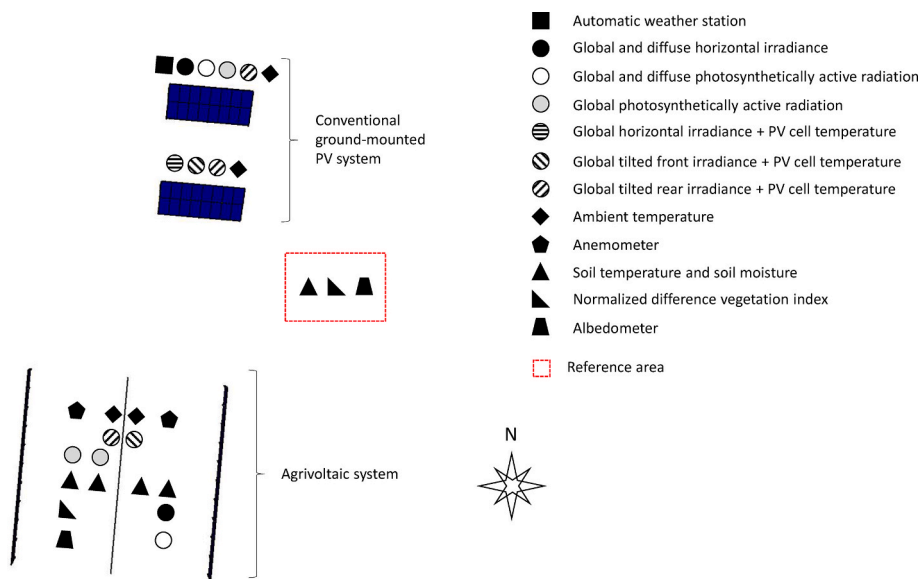 Automatic weather station
Global and diffuse horizontal irradiance
Global and diffuse photosynthetically active radiation
Global photosynthetically active radiation
Global horizontal irradiance + PV cell temperature
Global tilted front irradiance + PV cell temperature
Global tilted rear irradiance + PV cell temperature
Ambient temperature
Anemometer
Soil temperature and soil moisture
Normalized difference vegetation index
Albedometer
Reference area
Conventional
ground-mounted
PV system
Agrivoltaic system
N